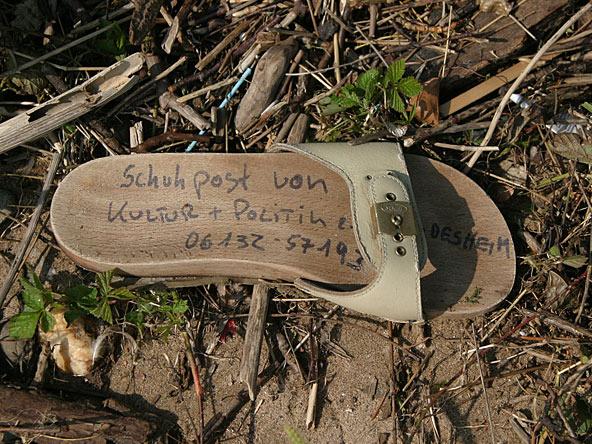 Schuhpost von
KULTUR + POLITIK
DESHEIM
06132-57193